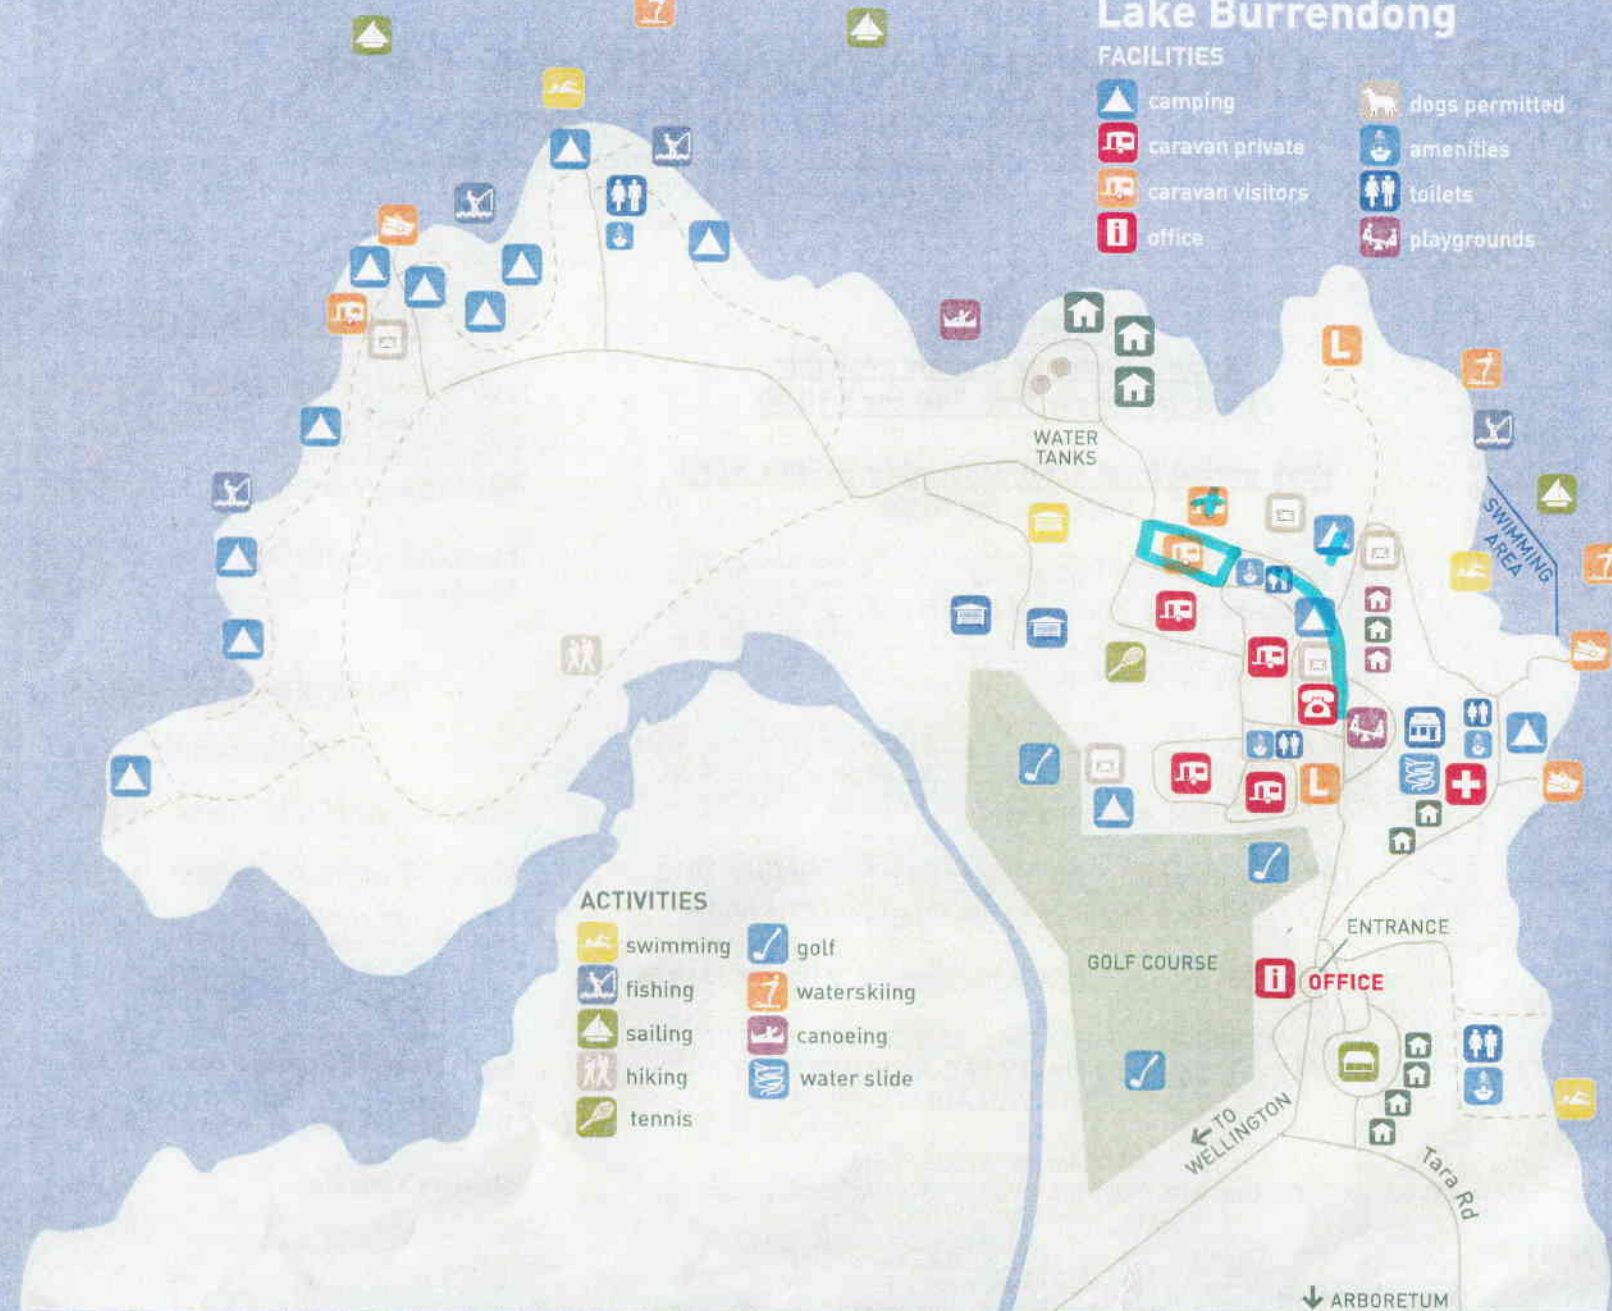 Lake Burrendong
FACILITIES
camping
dogs permitted
caravan private
amenities
caravan visitors
toilets
office
playgrounds
L
WATER
TANKS
SWIMMING
AREA
L
ACTIVITIES
swimming
golf
fishing
waterskiing
sailing
canoeing
hiking
water slide
tennis
ENTRANCE
GOLF COURSE
i OFFICE
← TO
WELLINGTON
Tara Rd
↓ ARBORETUM